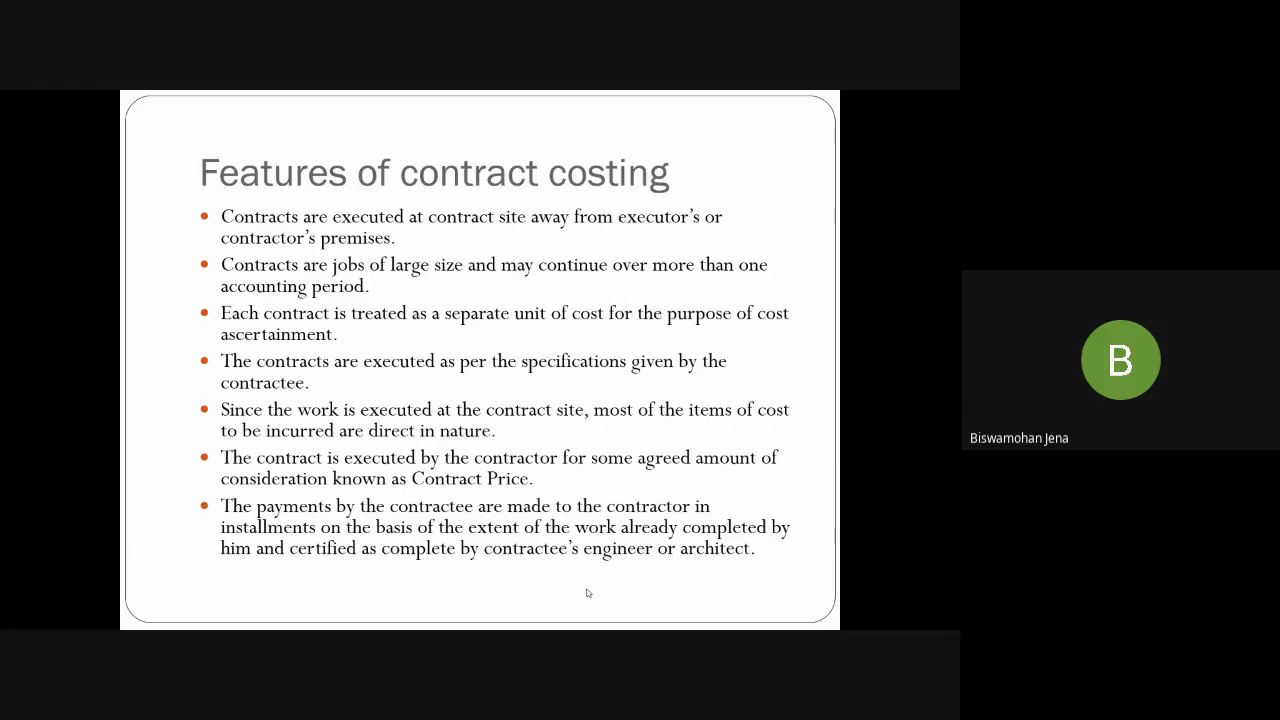 Features of contract costing
• Contracts are executed at contract site away from executor's or
contractor's premises.
• Contracts are jobs of large size and may continue over more than one
accounting period.
• Each contract is treated as a separate unit of cost for the purpose of cost
ascertainment.
• The contracts are executed as per the specifications given by the
contractee.
• Since the work is executed at the contract site, most of the items of cost
to be incurred are direct in nature.
• The contract is executed by the contractor for some agreed amount of
consideration known as Contract Price.
• The payments by the contractee are made to the contractor in
installments on the basis of the extent of the work already completed by
him and certified as complete by contractee's engineer or architect.
B
Biswamohan Jena